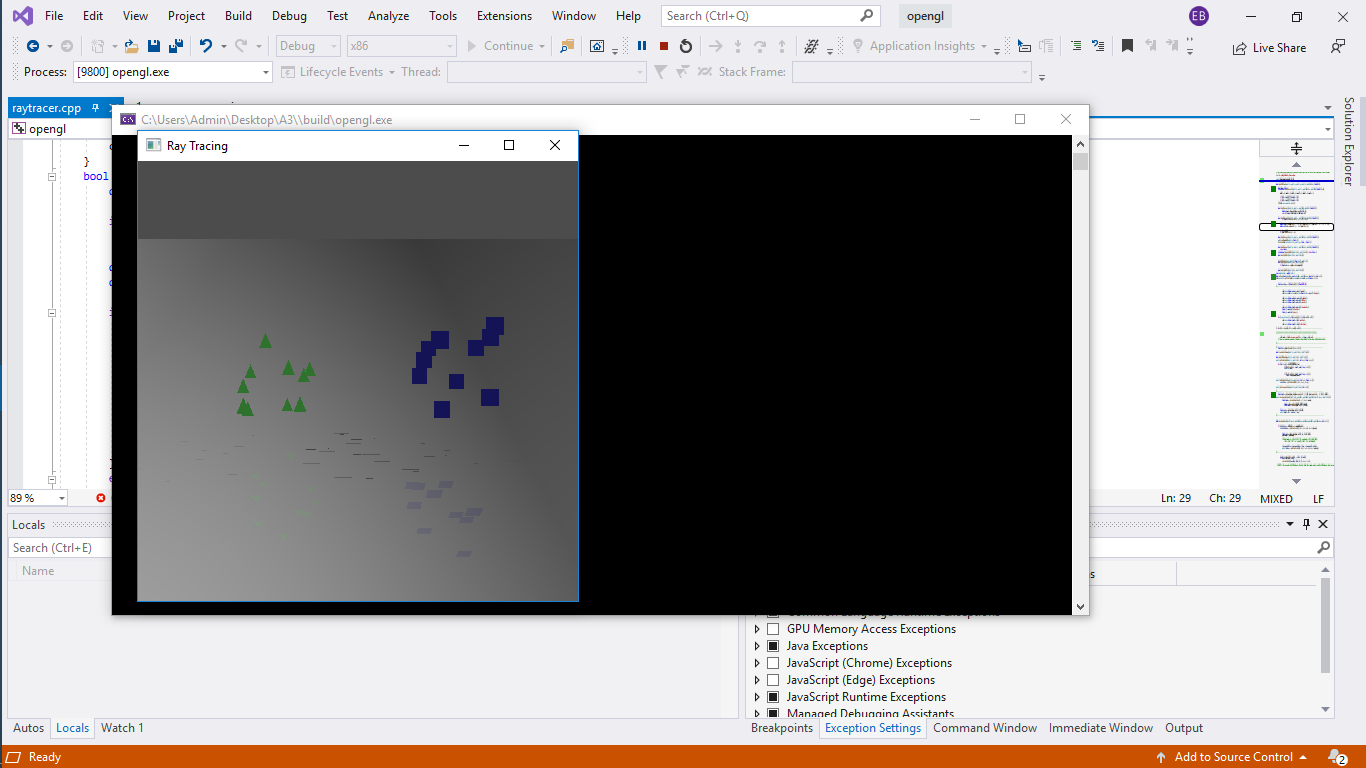 File Edit View Project Build Debug Test Analyze Tools Extensions Window Help Search (Ctrl+Q) opengl EB
Debug x86 Continue Application Insights Live Share
Process: [9800] opengl.exe Lifecycle Events Thread: Stack Frame:
raytracer.cpp
C:\Users\Admin\Desktop\A3\\build\opengl.exe
opengl
Ray Tracing
}
bool
89 %
Ln: 29 Ch: 29 MIXED LF
Solution Explorer
Locals
Search (Ctrl+E)
Name
GPU Memory Access Exceptions
Java Exceptions
JavaScript (Chrome) Exceptions
JavaScript (Edge) Exceptions
JavaScript Runtime Exceptions
Managed Debugging Assistants
Autos Locals Watch 1
Breakpoints Exception Settings Command Window Immediate Window Output
Ready
Add to Source Control 2